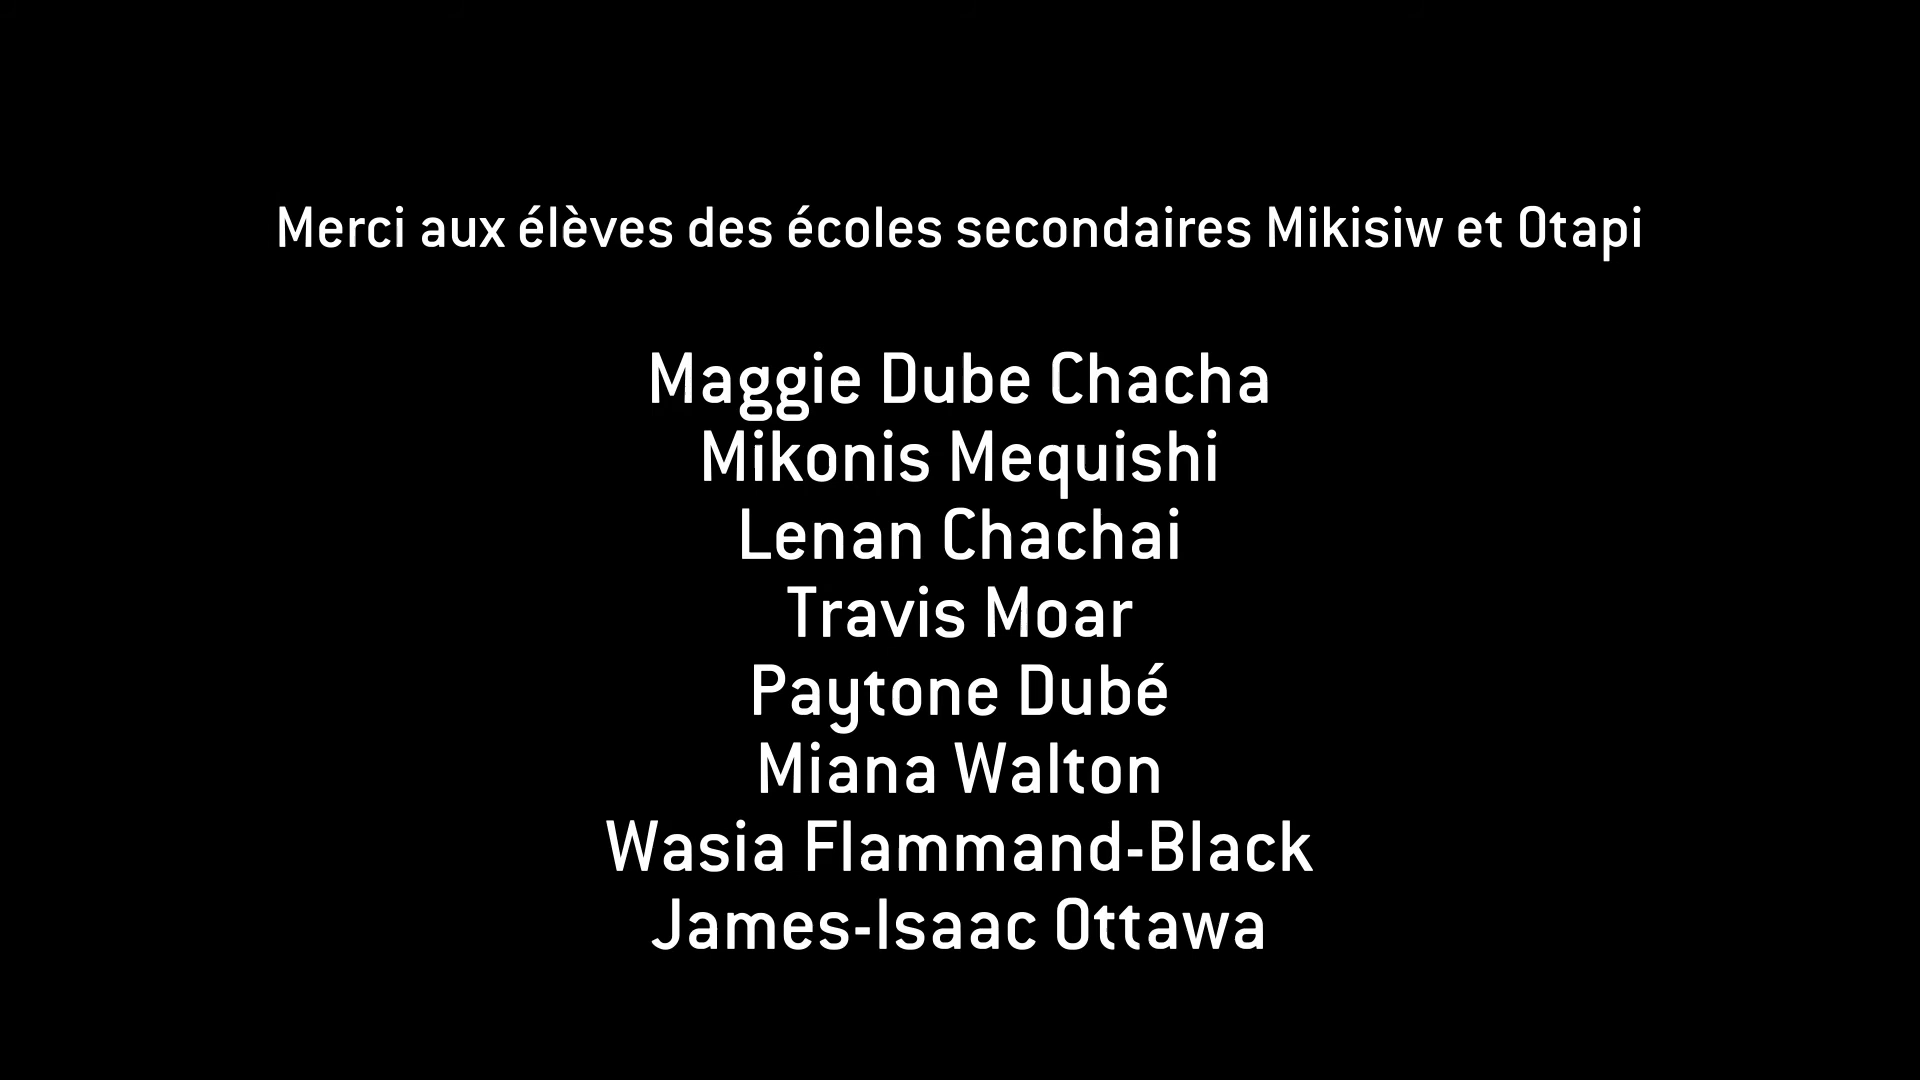 Merci aux élèves des écoles secondaires Mikisiw et Otapi
Maggie Dube Chacha
Mikonis Mequishi
Lenan Chachai
Travis Moar
Paytone Dubé
Miana Walton
Wasia Flammand-Black
James-Isaac Ottawa